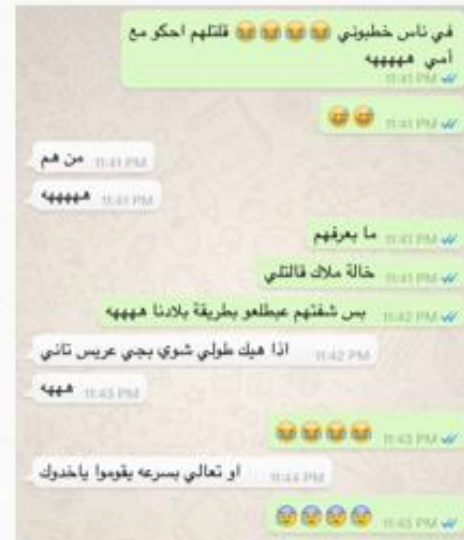 في ناس خطبوني 😂😂😂😂 قلتلهم احكو مع
أمي هههههه
11:41 PM
😅😅 11:41 PM
من هم 11:41 PM
هههههه 11:41 PM
ما بعرفهم 11:41 PM
خالة ملاك قالتلي 11:41 PM
بس شفتهم عبطلعو بطريقة بلادنا ههههه 11:42 PM
اذا هيك طولي شوي بجي عريس تاني 11:42 PM
هههه 11:43 PM
😂😂😂😂 11:43 PM
او تعالي بسرعه يقوموا ياخدوك 11:44 PM
😰😰😰😰 11:45 PM